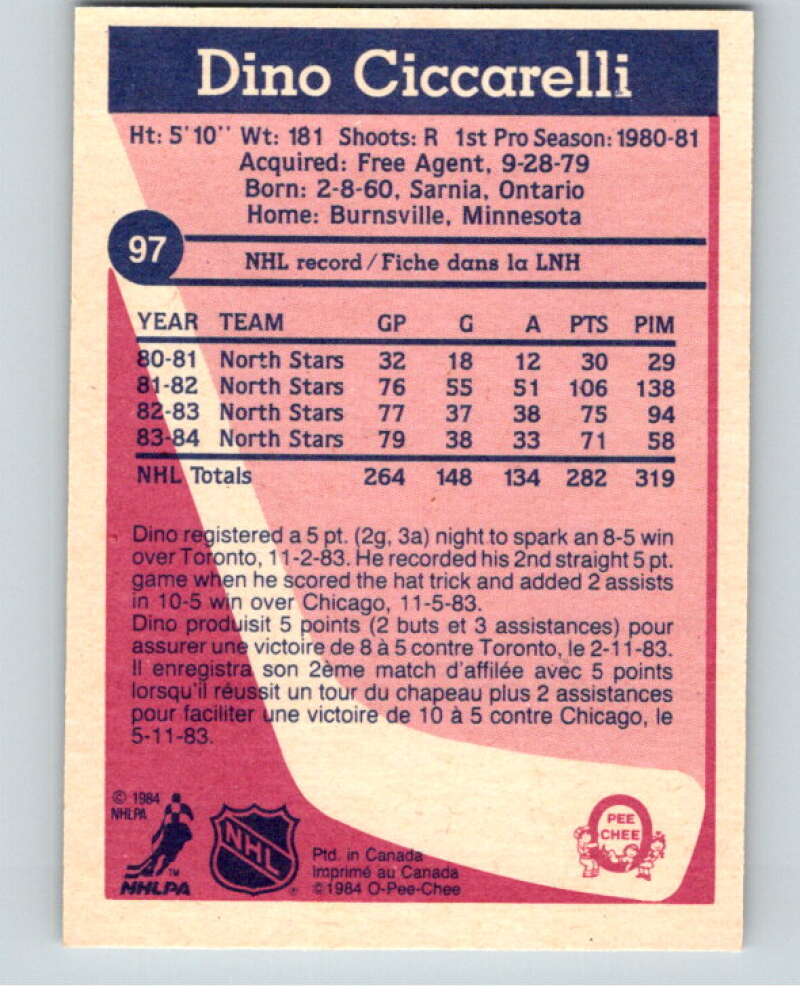 Dino Ciccarelli
Ht: 5'10" Wt: 181 Shoots: R 1st Pro Season: 1980-81
Acquired: Free Agent, 9-28-79
Born: 2-8-60, Sarnia, Ontario
Home: Burnsville, Minnesota
97
NHL record / Fiche dans la LNH
YEAR TEAM GP G A PTS PIM
80-81 North Stars 32 18 12 30 29
81-82 North Stars 76 55 51 106 138
82-83 North Stars 77 37 38 75 94
83-84 North Stars 79 38 33 71 58
NHL Totals 264 148 134 282 319
Dino registered a 5 pt. (2g, 3a) night to spark an 8-5 win
over Toronto, 11-2-83. He recorded his 2nd straight 5 pt.
game when he scored the hat trick and added 2 assists
in 10-5 win over Chicago, 11-5-83.
Dino produisit 5 points (2 buts et 3 assistances) pour
assurer une victoire de 8 à 5 contre Toronto, le 2-11-83.
Il enregistra son 2ème match d'affilée avec 5 points
lorsqu'il réussit un tour du chapeau plus 2 assistances
pour faciliter une victoire de 10 à 5 contre Chicago, le
5-11-83.
© 1984
NHLPA
TM
NHLPA
NHL
®
Ptd. in Canada
Imprimé au Canada
© 1984 O-Pee-Chee
PEE
CHEE